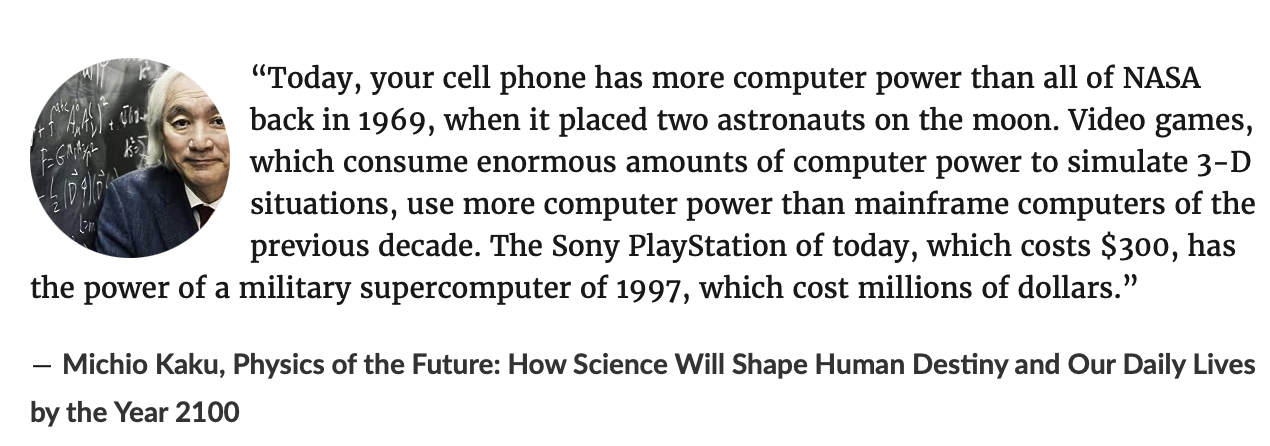 “Today, your cell phone has more computer power than all of NASA
back in 1969, when it placed two astronauts on the moon. Video games,
which consume enormous amounts of computer power to simulate 3-D
situations, use more computer power than mainframe computers of the
previous decade. The Sony PlayStation of today, which costs $300, has
the power of a military supercomputer of 1997, which cost millions of dollars.”
— Michio Kaku, Physics of the Future: How Science Will Shape Human Destiny and Our Daily Lives
by the Year 2100